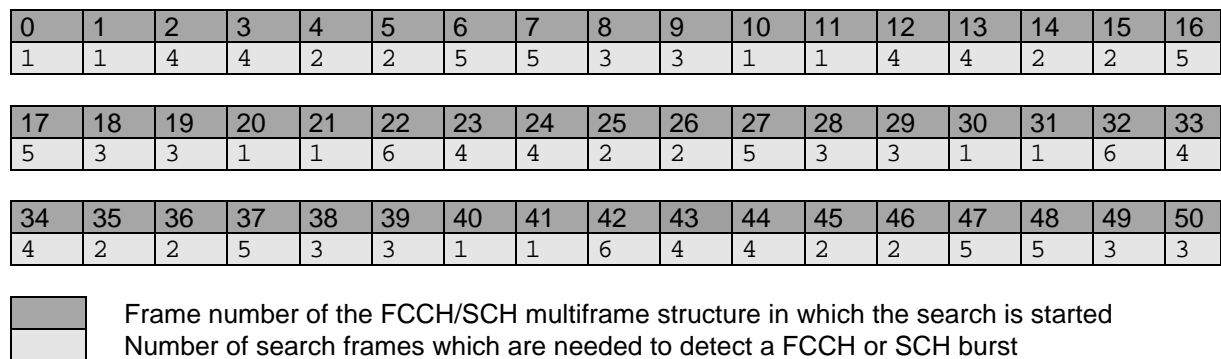 0 1 2 3 4 5 6 7 8 9 10 11 12 13 14 15 16
1 1 4 4 2 2 5 5 3 3 1 1 4 4 2 2 5
17 18 19 20 21 22 23 24 25 26 27 28 29 30 31 32 33
5 3 3 1 1 6 4 4 2 2 5 3 3 1 1 6 4
34 35 36 37 38 39 40 41 42 43 44 45 46 47 48 49 50
4 2 2 5 3 3 1 1 6 4 4 2 2 5 5 3 3
Frame number of the FCCH/SCH multiframe structure in which the search is started
Number of search frames which are needed to detect a FCCH or SCH burst